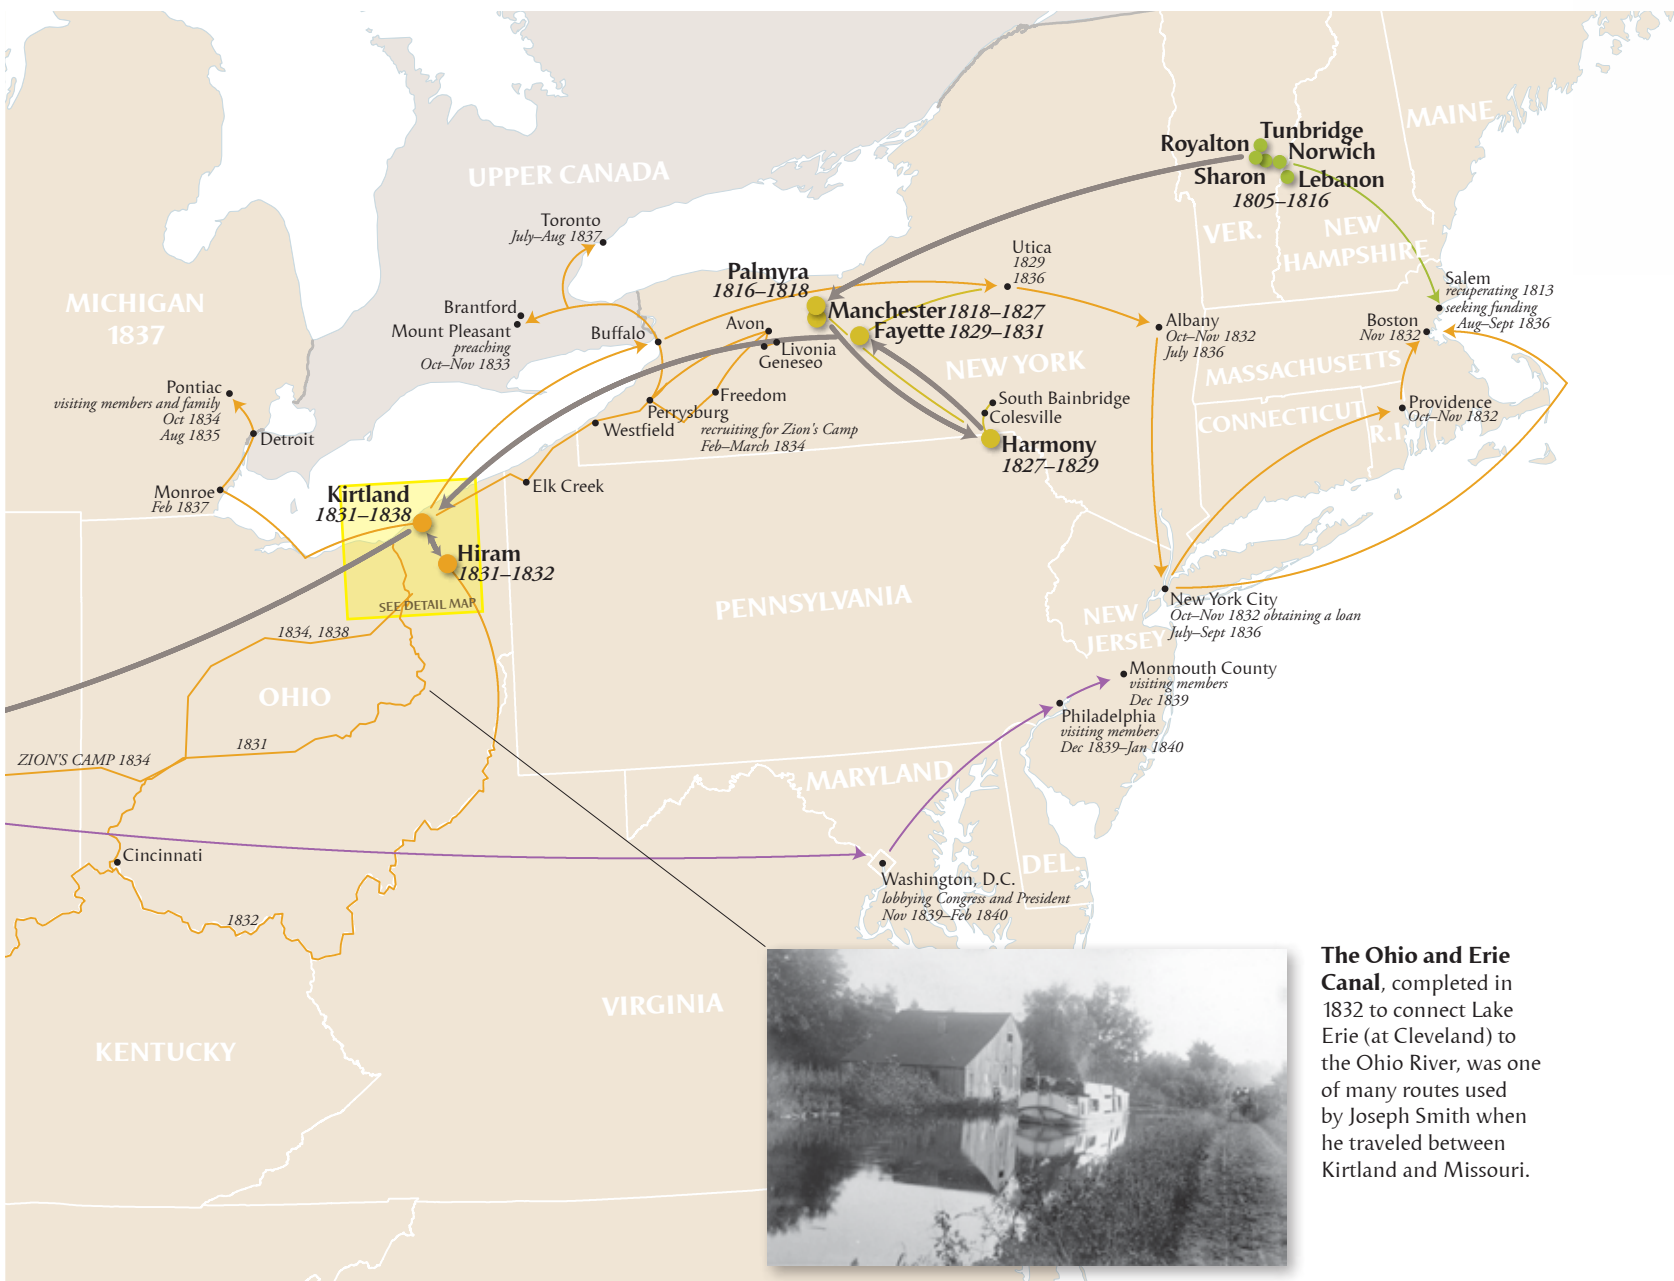 MAINE
Tunbridge
Royalton
Norwich
Sharon
Lebanon
1805–1816
UPPER CANADA
Toronto
July–Aug 1837
VER.
NEW
HAMPSHIRE
Utica
1829
1836
Palmyra
1816–1818
Salem
recuperating 1813
seeking funding
Aug–Sept 1836
MICHIGAN
1837
Brantford
Mount Pleasant
preaching
Oct–Nov 1833
Buffalo
Avon
Manchester 1818–1827
Fayette 1829–1831
Livonia
Geneseo
Albany
Oct–Nov 1832
July 1836
Boston
Nov 1832
NEW YORK
MASSACHUSETTS
Pontiac
visiting members and family
Oct 1834
Aug 1835
Detroit
Freedom
Perrysburg
recruiting for Zion's Camp
Feb–March 1834
Westfield
South Bainbridge
Colesville
Harmony
1827–1829
CONNECTICUT
R.I.
Providence
Oct–Nov 1832
Monroe
Feb 1837
Kirtland
1831–1838
Elk Creek
Hiram
1831–1832
SEE DETAIL MAP
PENNSYLVANIA
NEW
JERSEY
New York City
Oct–Nov 1832 obtaining a loan
July–Sept 1836
1834, 1838
OHIO
Monmouth County
visiting members
Dec 1839
Philadelphia
visiting members
Dec 1839–Jan 1840
1831
ZION'S CAMP 1834
MARYLAND
Cincinnati
DEL.
Washington, D.C.
lobbying Congress and President
Nov 1839–Feb 1840
1832
VIRGINIA
KENTUCKY
The Ohio and Erie
Canal, completed in
1832 to connect Lake
Erie (at Cleveland) to
the Ohio River, was one
of many routes used
by Joseph Smith when
he traveled between
Kirtland and Missouri.